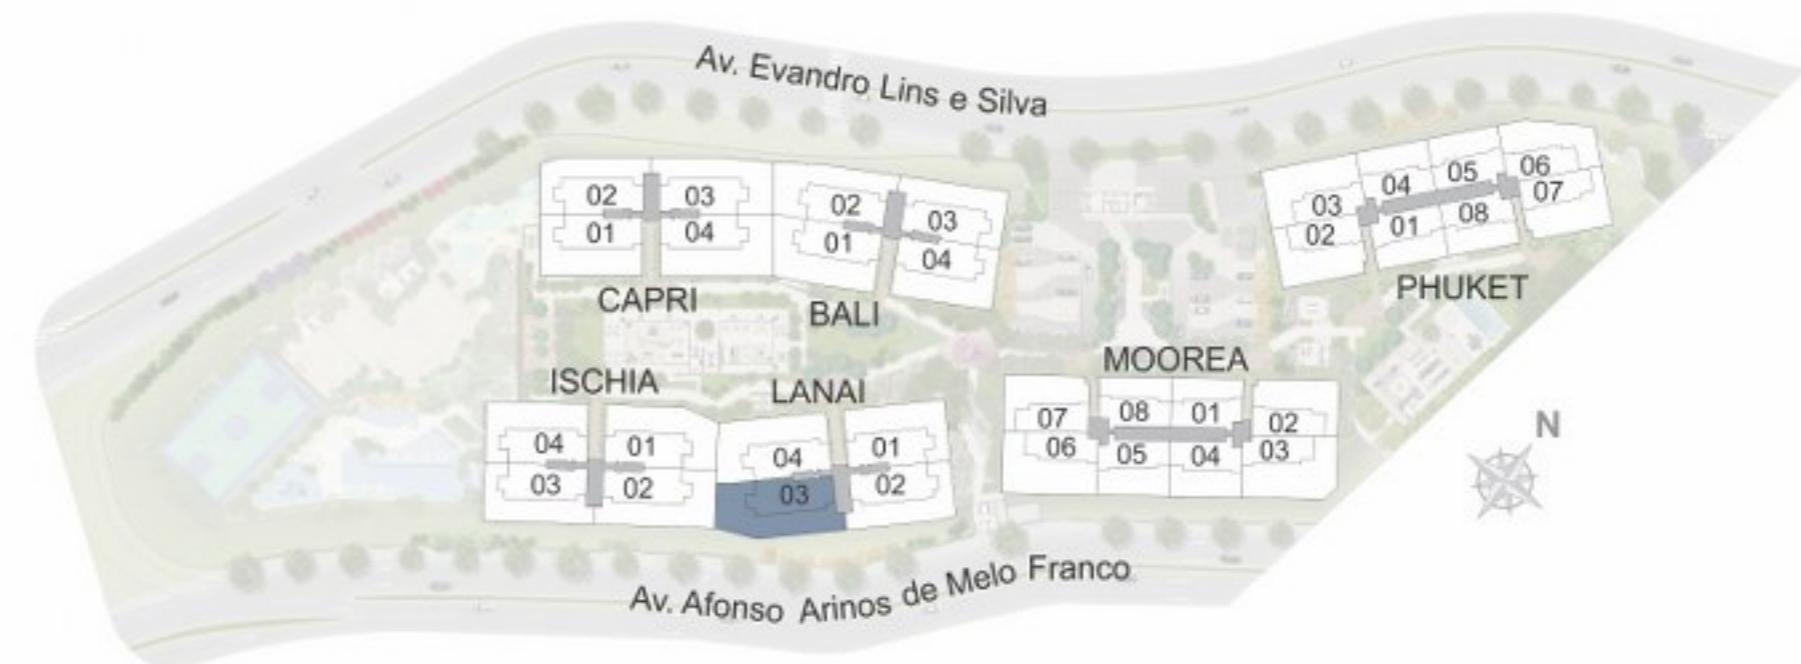 Av. Evandro Lins e Silva
02 03
01 04
CAPRI
02 03
01 04
BALI
03 04 05 06
02 01 08 07
PHUKET
ISCHIA
04 01
03 02
LANAI
04 01
03 02
MOOREA
07 08 01 02
06 05 04 03
N
Av. Afonso Arinos de Melo Franco